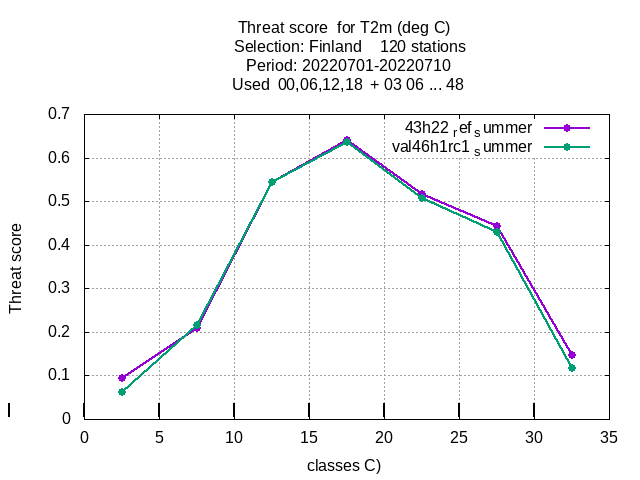 Threat score for T2m (deg C)
Selection: Finland 120 stations
Period: 20220701-20220710
Used 00,06,12,18 + 03 06 ... 48
43h22 refsummer
val46h1rc1 summer
0.7
0.6
0.5
0.4
0.3
0.2
0.1
0
Threat score
0 5 10 15 20 25 30 35
classes C)